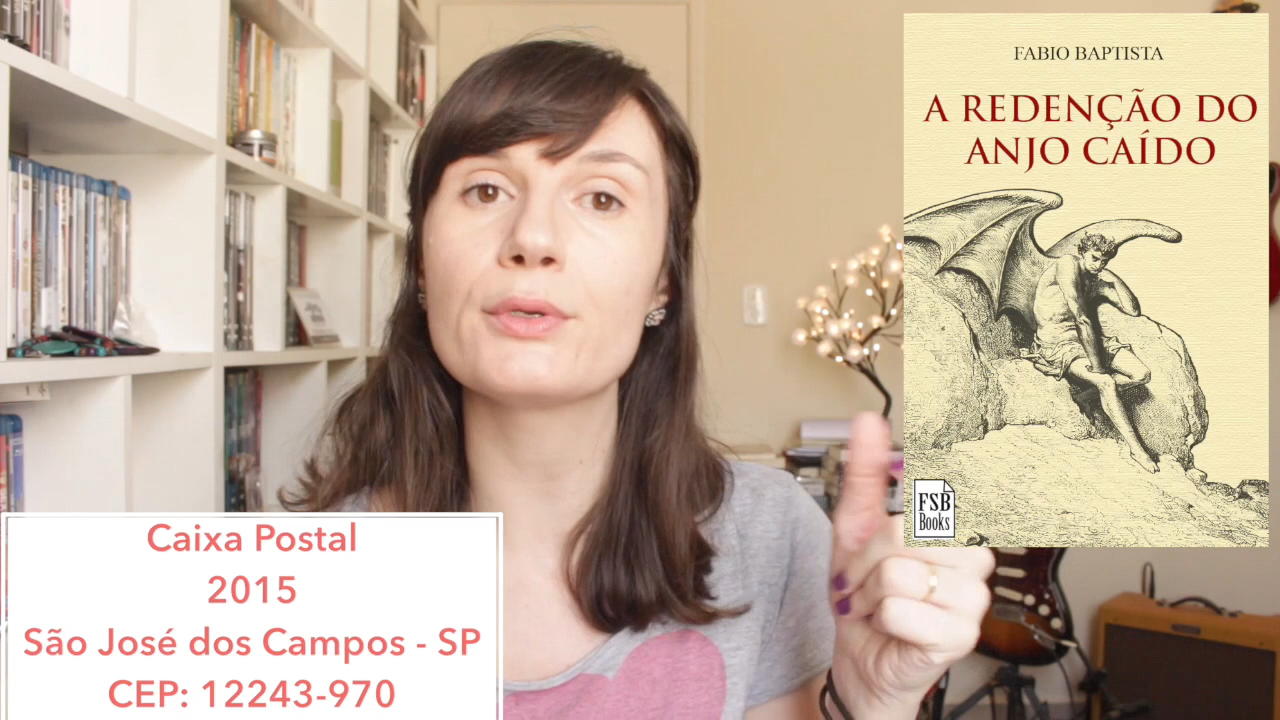 FABIO BAPTISTA
A REDENÇÃO DO
ANJO CAÍDO
FSB
Books
Caixa Postal
2015
São José dos Campos - SP
CEP: 12243-970